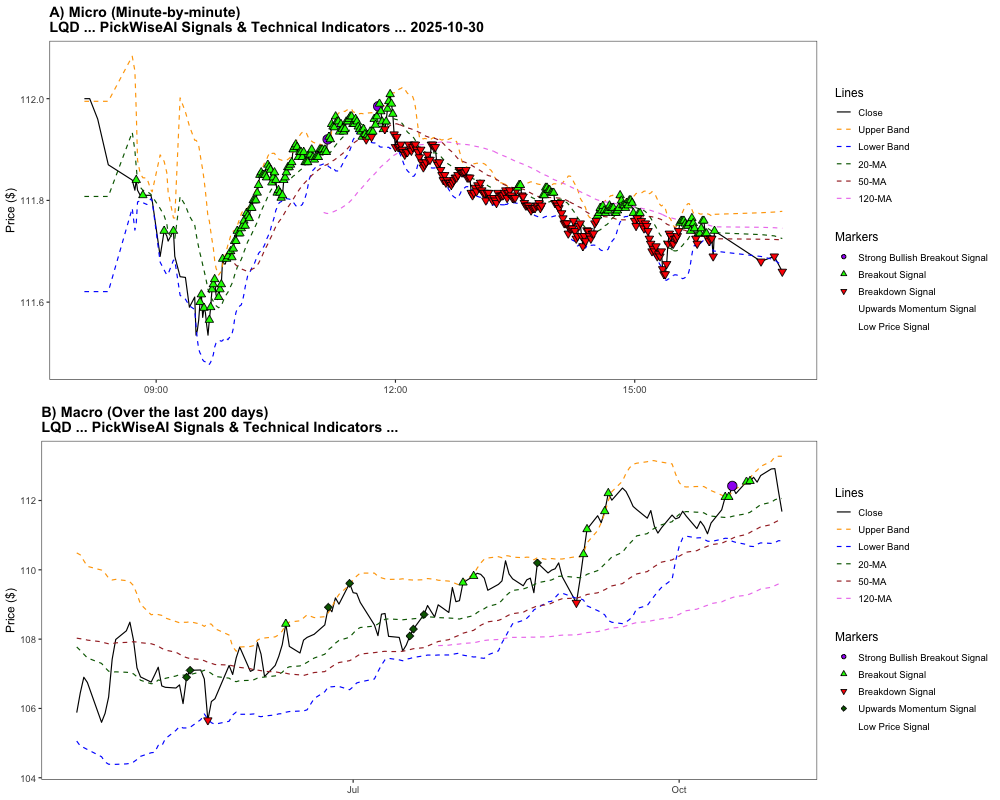 A) Micro (Minute-by-minute)
LQD ... PickWiseAI Signals & Technical Indicators ... 2025-10-30
Price ($)
112.0
111.8
111.6
09:00
12:00
15:00
Lines
Close
Upper Band
Lower Band
20-MA
50-MA
120-MA
Markers
Strong Bullish Breakout Signal
Breakout Signal
Breakdown Signal
Upwards Momentum Signal
Low Price Signal
B) Macro (Over the last 200 days)
LQD ... PickWiseAI Signals & Technical Indicators ...
Price ($)
112
110
108
106
104
Jul
Oct
Lines
Close
Upper Band
Lower Band
20-MA
50-MA
120-MA
Markers
Strong Bullish Breakout Signal
Breakout Signal
Breakdown Signal
Upwards Momentum Signal
Low Price Signal